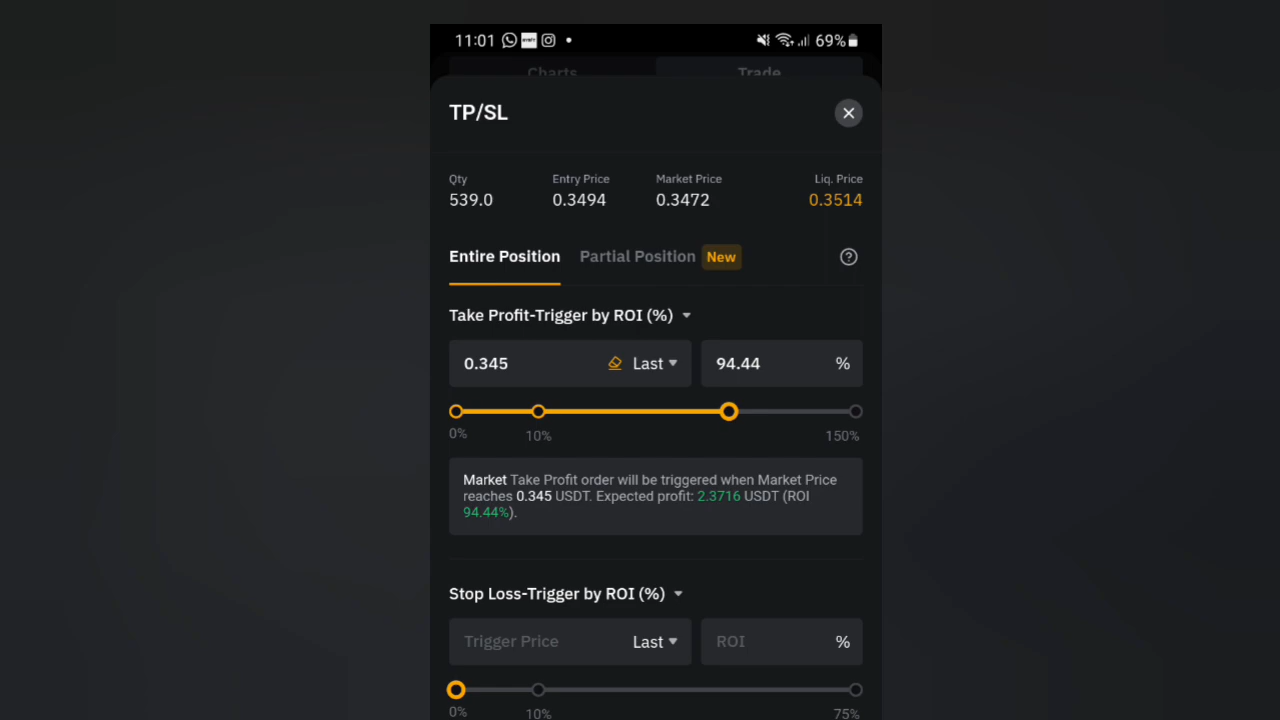 11:01 69%
Charts Trade
TP/SL
Qty Entry Price Market Price Liq. Price
539.0 0.3494 0.3472 0.3514
Entire Position Partial Position New
Take Profit-Trigger by ROI (%)
0.345 Last 94.44 %
0% 10% 150%
Market Take Profit order will be triggered when Market Price
reaches 0.345 USDT. Expected profit: 2.3716 USDT (ROI
94.44%).
Stop Loss-Trigger by ROI (%)
Trigger Price Last ROI %
0% 10% 75%